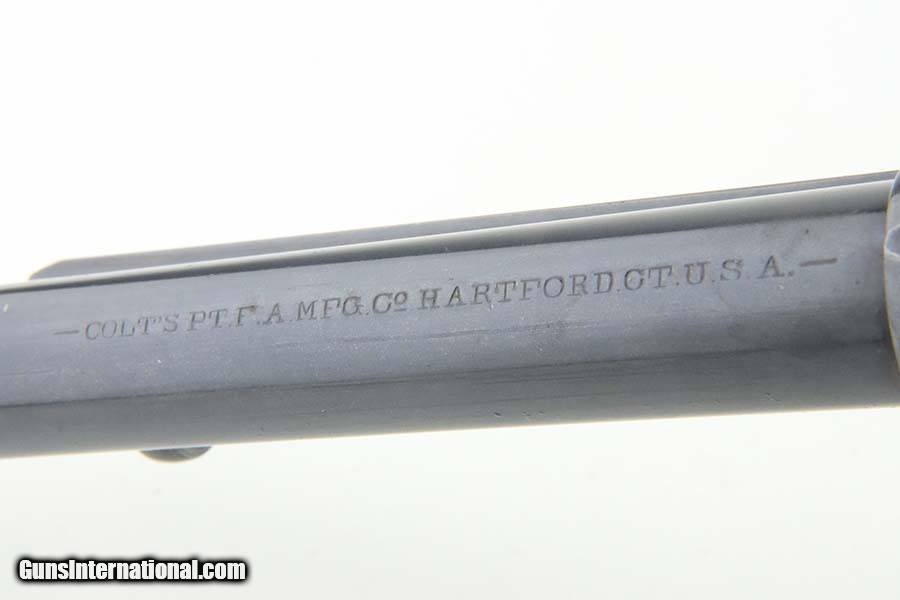 —COLT'S PT.F.A.MFG.Co HARTFORD.CT.U.S.A.—
GunsInternational.com